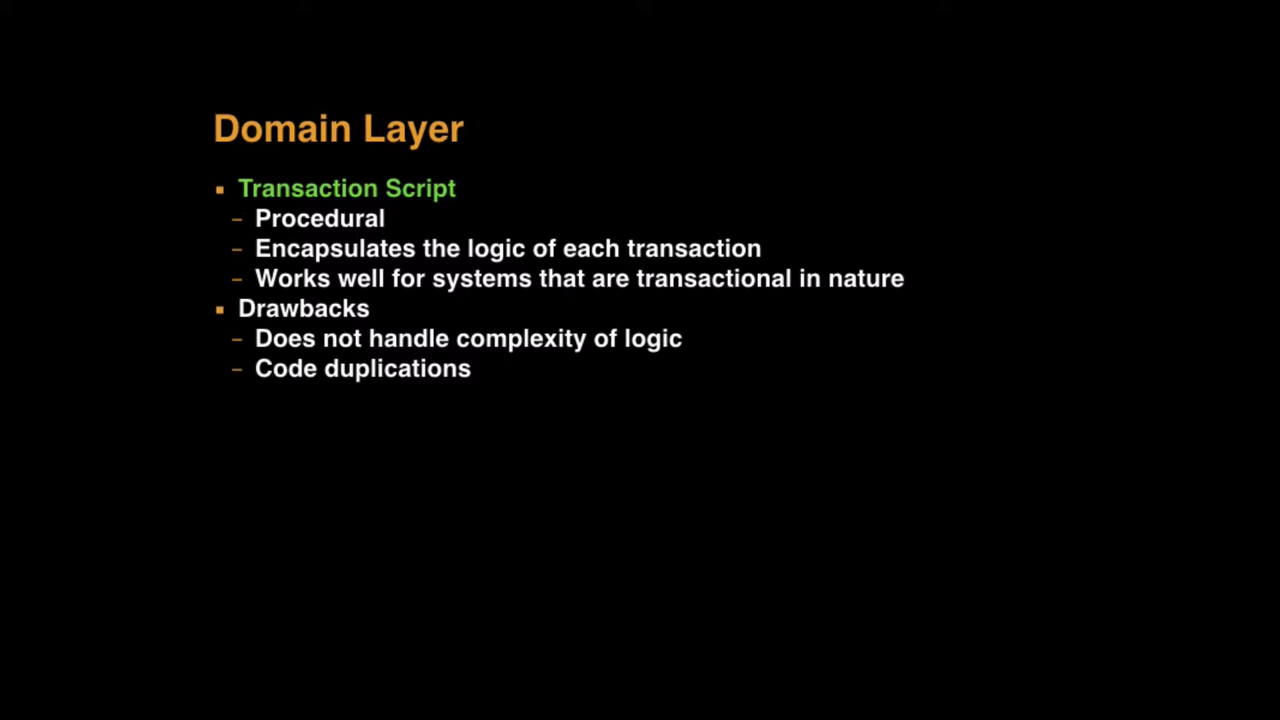 Domain Layer
▪ Transaction Script
– Procedural
– Encapsulates the logic of each transaction
– Works well for systems that are transactional in nature
▪ Drawbacks
– Does not handle complexity of logic
– Code duplications